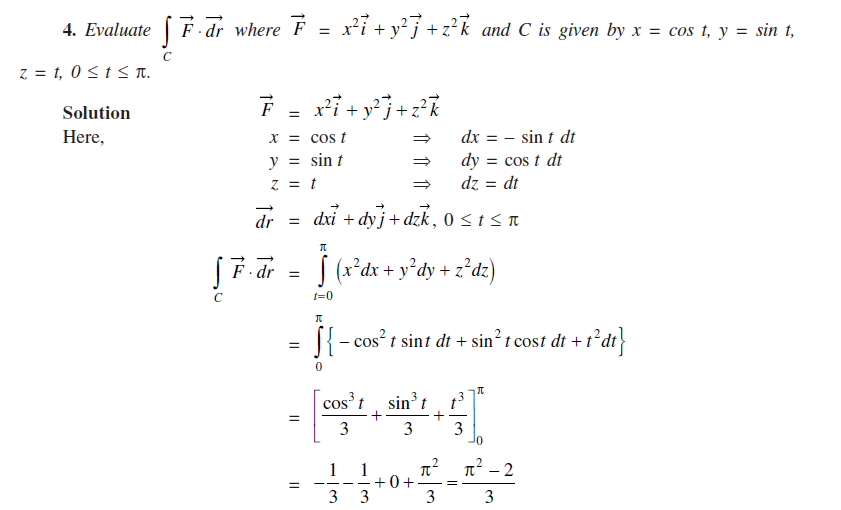 4. Evaluate ∫_C F⃗ · dr⃗ where F⃗ = x²i⃗ + y²j⃗ + z²k⃗ and C is given by x = cos t, y = sin t,
z = t, 0 ≤ t ≤ π.
Solution F⃗ = x²i⃗ + y²j⃗ + z²k⃗
Here, x = cos t ⇒ dx = – sin t dt
y = sin t ⇒ dy = cos t dt
z = t ⇒ dz = dt
dr⃗ = dxi⃗ + dyj⃗ + dzk⃗, 0 ≤ t ≤ π
∫_C F⃗ · dr⃗ = ∫_{t=0}^{π} (x²dx + y²dy + z²dz)
= ∫_0^π {– cos² t sin t dt + sin² t cos t dt + t²dt}
= [cos³ t / 3 + sin³ t / 3 + t³ / 3]_0^π
= –1/3 – 1/3 + 0 + π²/3 = (π² – 2)/3